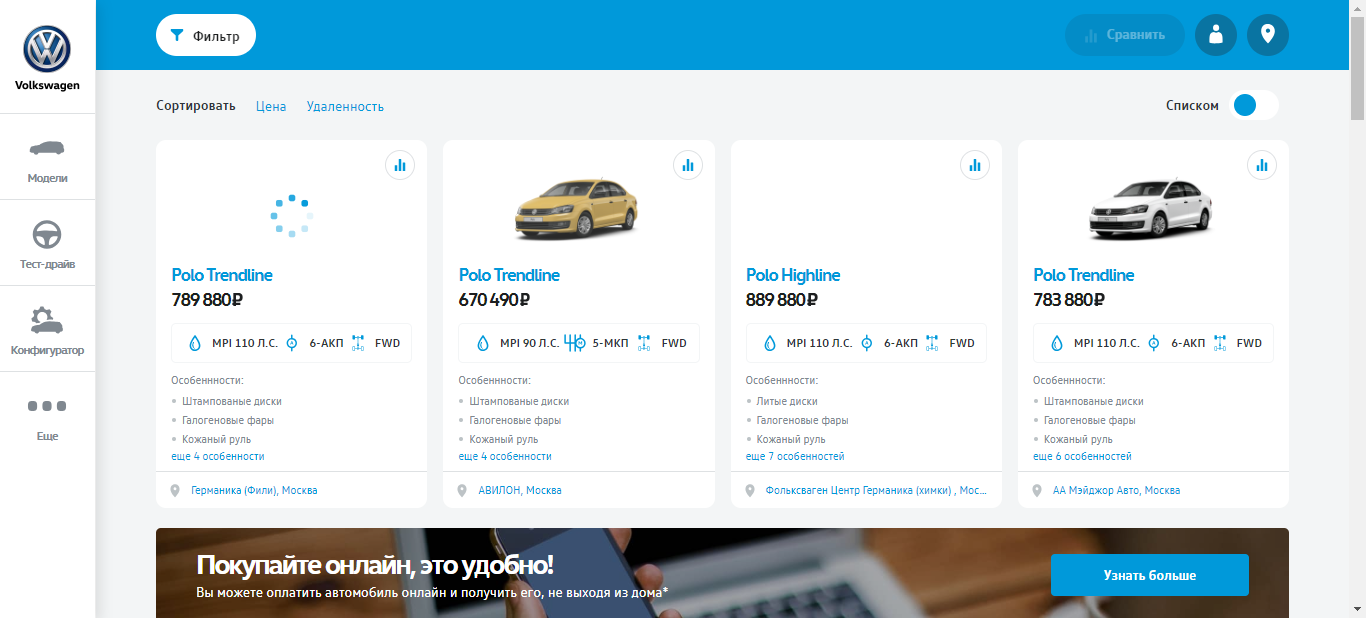 Фильтр
Сравнить
Volkswagen
Модели
Тест-драйв
Конфигуратор
Еще
Сортировать Цена Удаленность
Списком
Polo Trendline
789 880₽
MPI 110 Л.С. 6-АКП FWD
Особеннности:
Штампованые диски
Галогеновые фары
Кожаный руль
еще 4 особенности
Германика (Фили), Москва
Polo Trendline
670 490₽
MPI 90 Л.С. 5-МКП FWD
Особеннности:
Штампованые диски
Галогеновые фары
Кожаный руль
еще 4 особенности
АВИЛОН, Москва
Polo Highline
889 880₽
MPI 110 Л.С. 6-АКП FWD
Особеннности:
Литые диски
Галогеновые фары
Кожаный руль
еще 7 особенностей
Фольксваген Центр Германика (химки) , Мос...
Polo Trendline
783 880₽
MPI 110 Л.С. 6-АКП FWD
Особеннности:
Штампованые диски
Галогеновые фары
Кожаный руль
еще 6 особенностей
АА Мэйджор Авто, Москва
Покупайте онлайн, это удобно!
Вы можете оплатить автомобиль онлайн и получить его, не выходя из дома*
Узнать больше